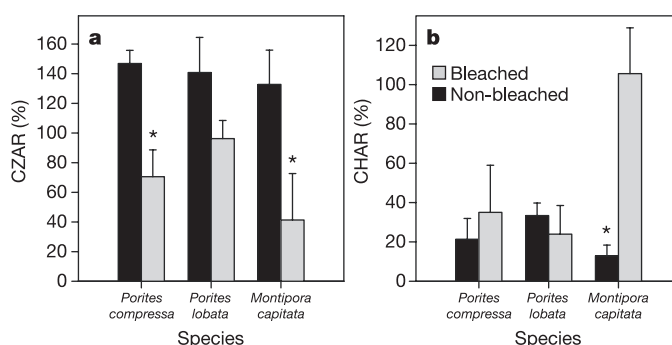 a
CZAR (%)
160
140
120
100
80
60
40
20
0
*
*
Porites compressa
Porites lobata
Montipora capitata
Species
b
Bleached
Non-bleached
CHAR (%)
120
100
80
60
40
20
0
*
Porites compressa
Porites lobata
Montipora capitata
Species